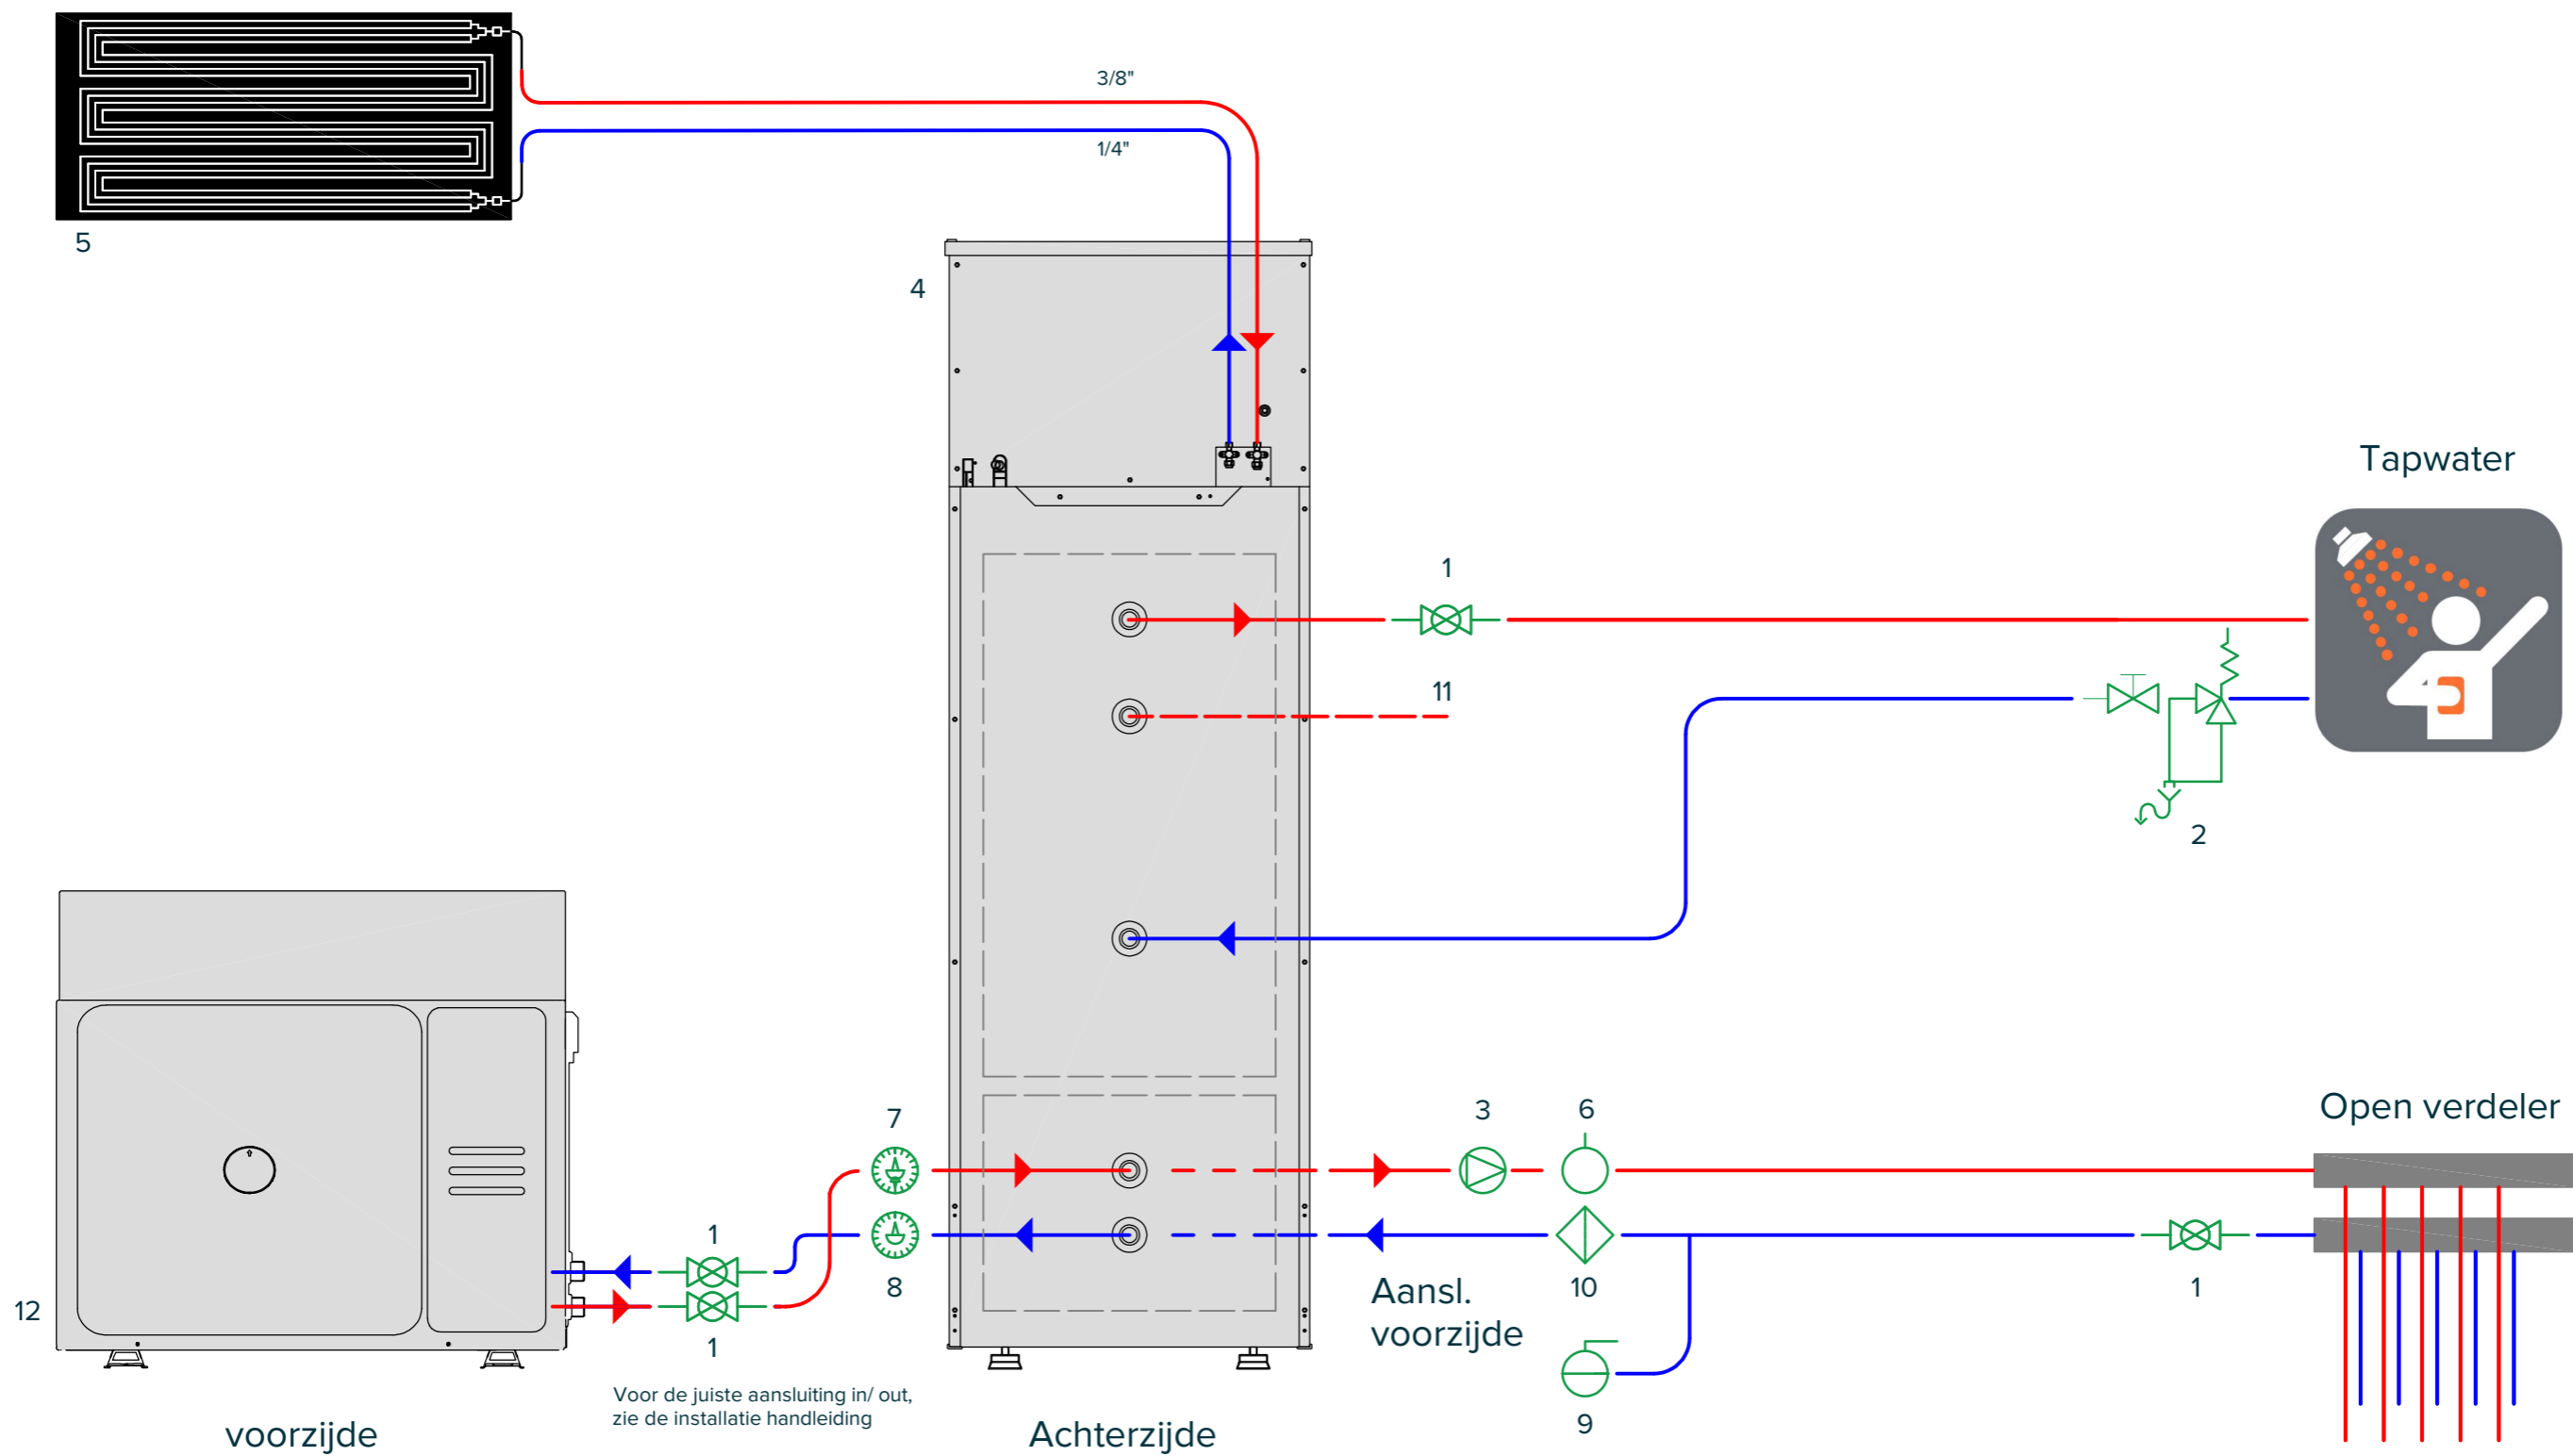 3/8"
1/4"
5
4
Tapwater
1
11
2
Open verdeler
7
3
6
1
8
10
1
12
Aansl.
voorzijde
1
Voor de juiste aansluiting in/ out,
zie de installatie handleiding
9
voorzijde
Achterzijde